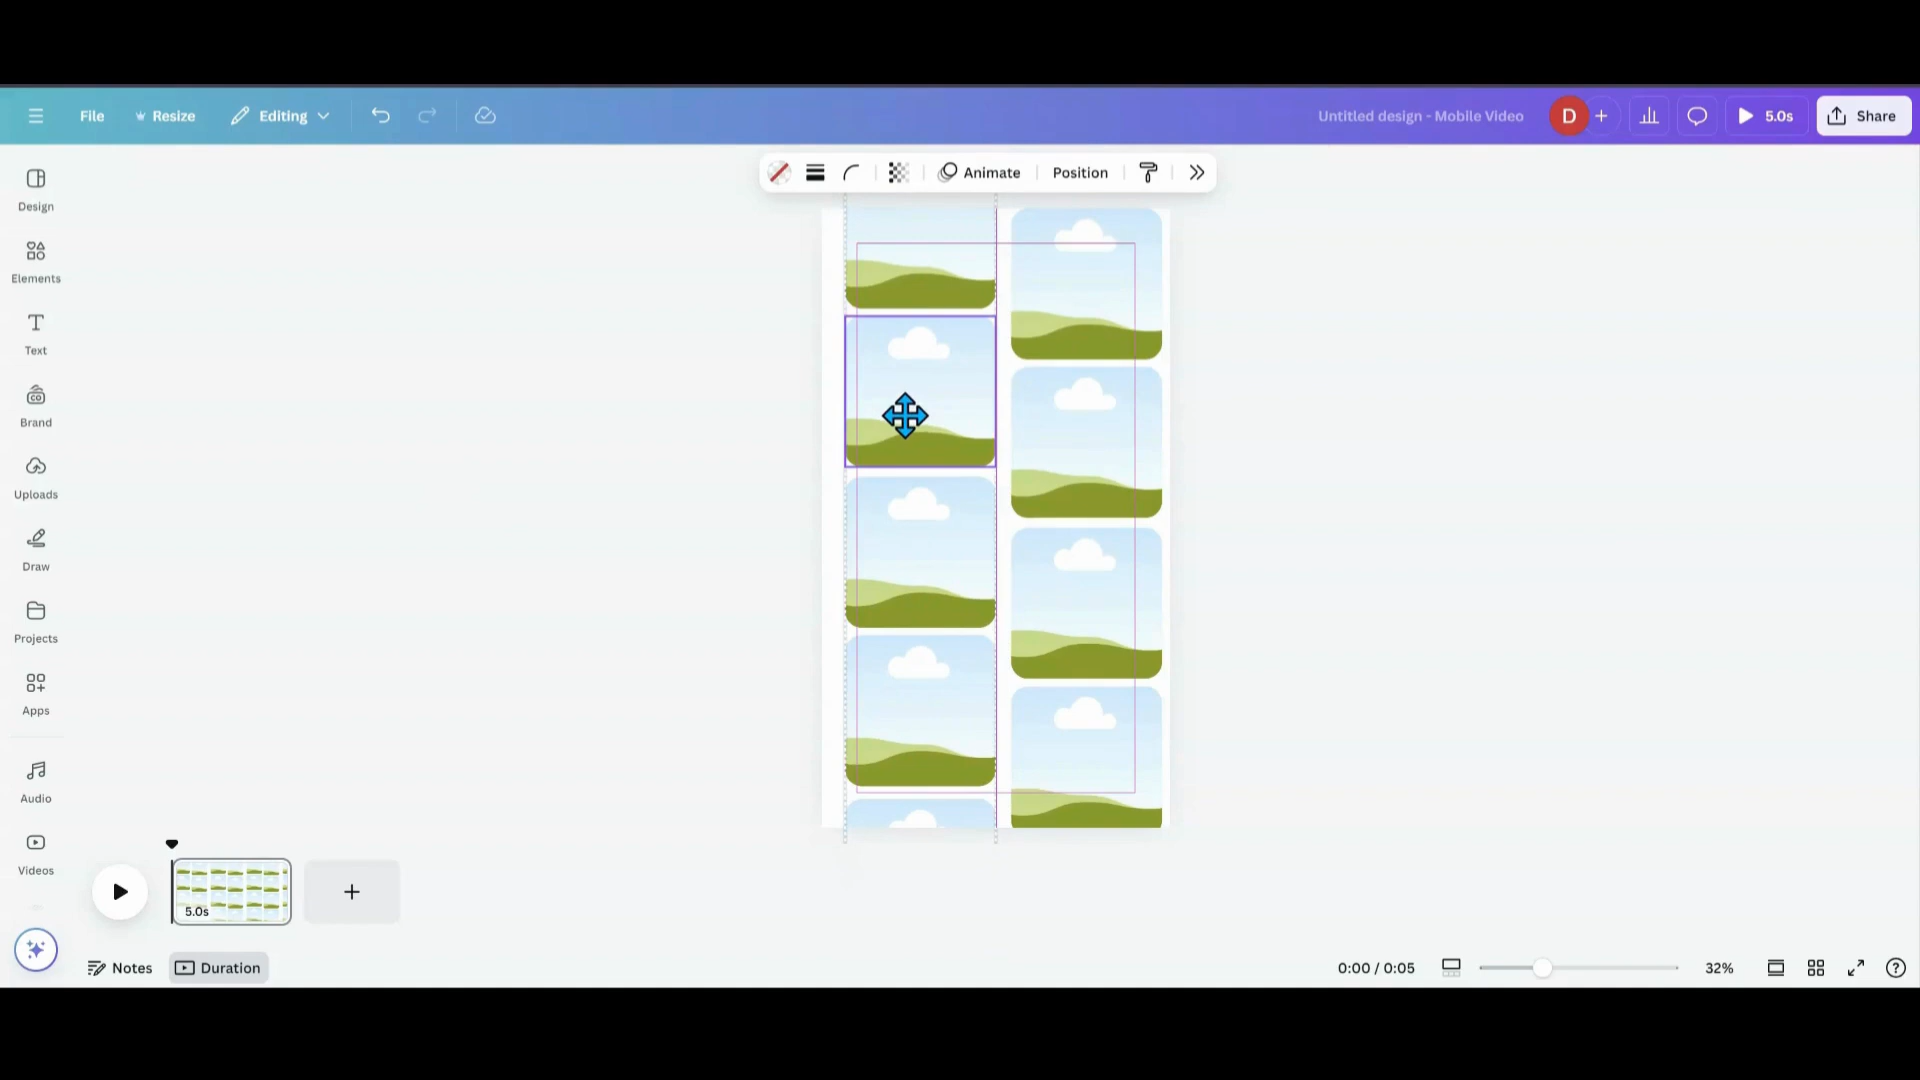 File
Resize
Editing
Untitled design - Mobile Video
D
5.0s
Share
Animate
Position
Design
Elements
Text
Brand
Uploads
Draw
Projects
Apps
Audio
Videos
5.0s
Notes
Duration
0:00 / 0:05
32%